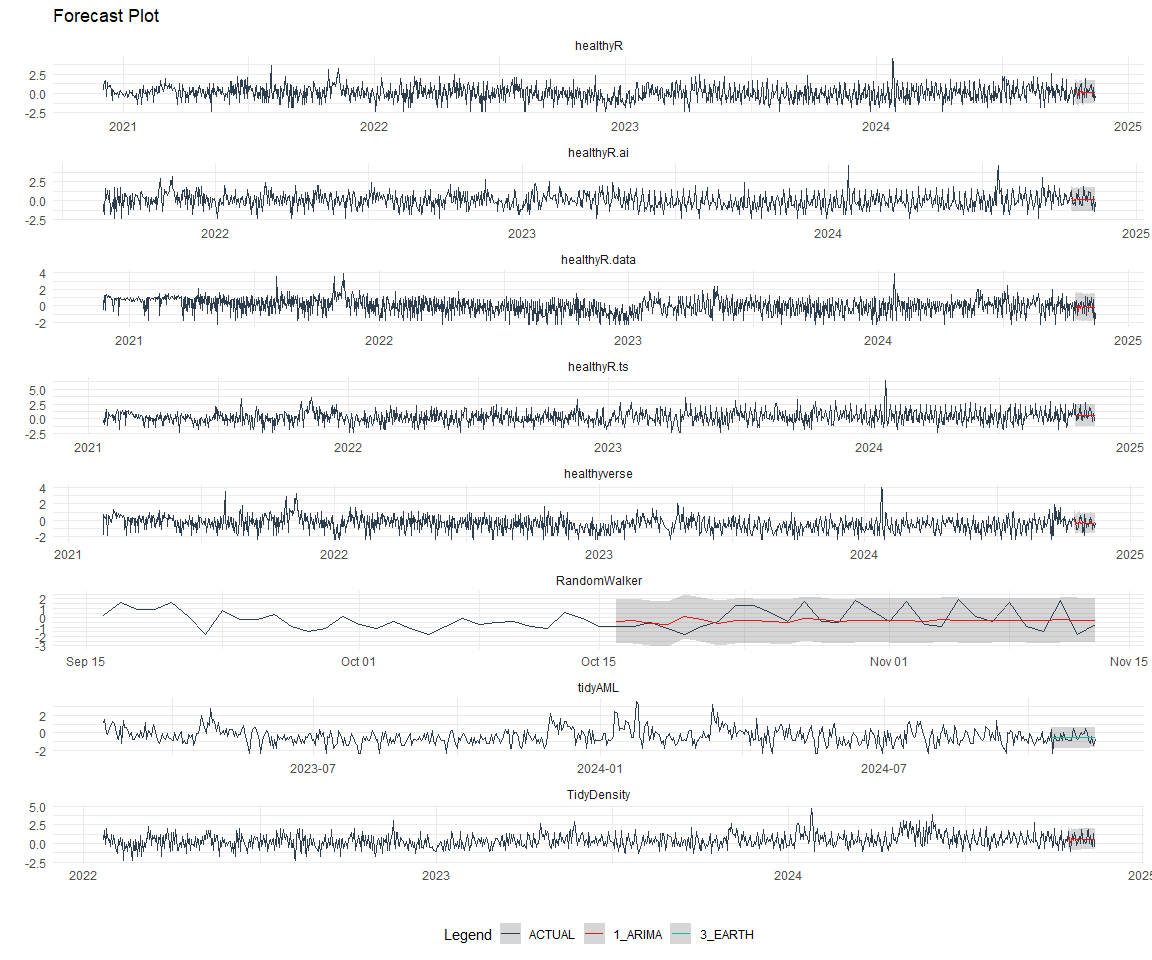 Forecast Plot
healthyR
2.5
0.0
-2.5
2021 2022 2023 2024 2025
healthyR.ai
2.5
0.0
-2.5
2022 2023 2024 2025
healthyR.data
4
2
0
-2
2021 2022 2023 2024 2025
healthyR.ts
5.0
2.5
0.0
-2.5
2021 2022 2023 2024 2025
healthyverse
4
2
0
-2
2021 2022 2023 2024 2025
RandomWalker
2
1
0
-1
-2
-3
Sep 15 Oct 01 Oct 15 Nov 01 Nov 15
tidyAML
2
0
-2
2023-07 2024-01 2024-07
TidyDensity
5.0
2.5
0.0
-2.5
2022 2023 2024 2025
Legend ACTUAL 1_ARIMA 3_EARTH